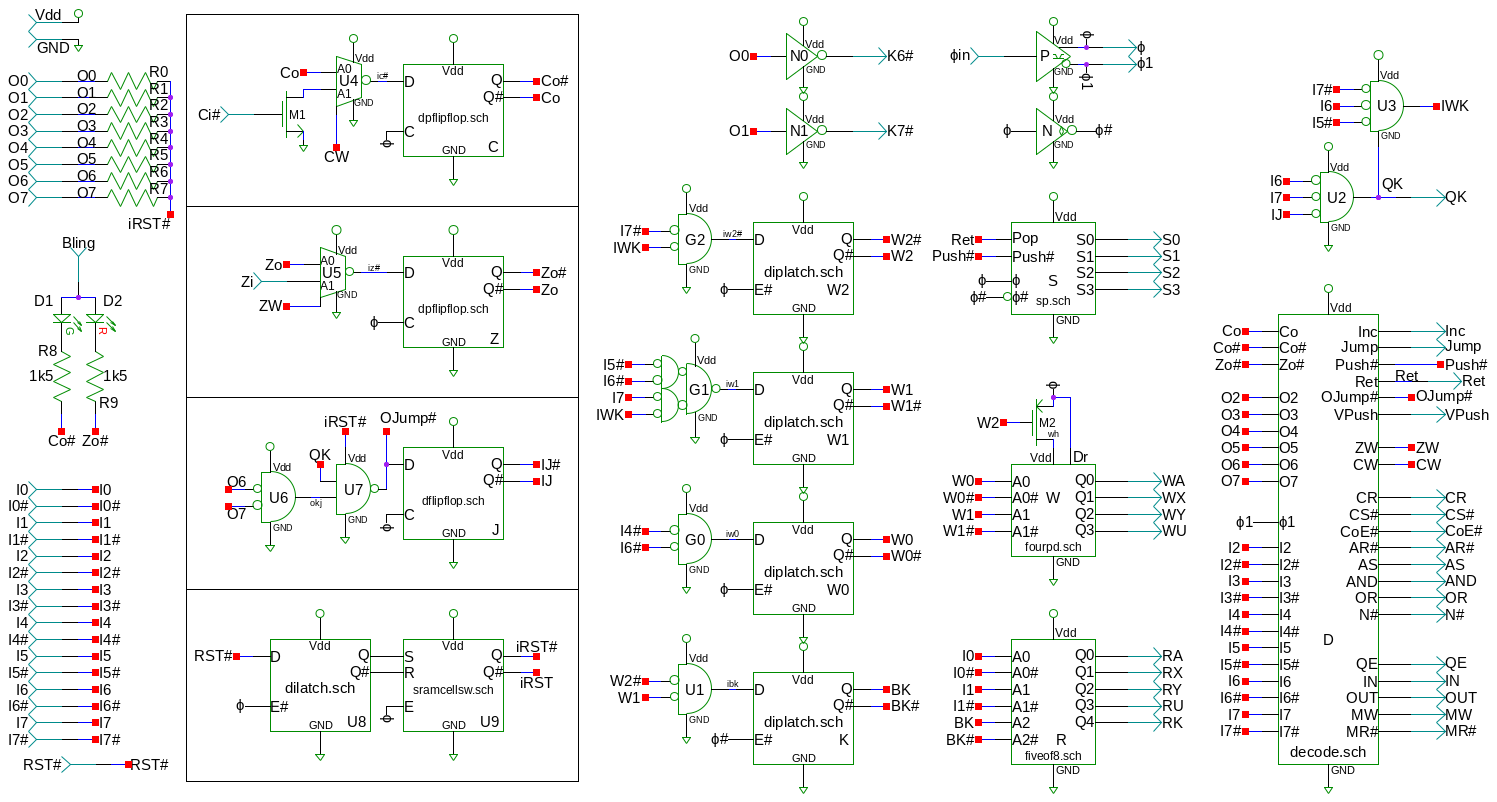 Vdd
GND
O0 O0 R0
O1 O1 R1
O2 O2 R2
O3 O3 R3
O4 O4 R4
O5 O5 R5
O6 O6 R6
O7 O7 R7
iRST#
Bling
D1 D2
G R
R8
1k5 1k5
R9
Co# Zo#
I0 I0
I0# I0#
I1 I1
I1# I1#
I2 I2
I2# I2#
I3 I3
I3# I3#
I4 I4
I4# I4#
I5 I5
I5# I5#
I6 I6
I6# I6#
I7 I7
I7# I7#
RST# RST#
Vdd
Co A0
U4 ic#
A1
GND
M1
Ci#
CW
Vdd
D Q Co#
Q# Co
dpflipflop.sch
C
GND C
Vdd
Zo A0
U5 iz#
Zi A1
GND
ZW
Vdd
D Q Zo#
Q# Zo
dpflipflop.sch
ϕ C
GND Z
iRST# OJump#
QK
Vdd Vdd
O6
U6 okj U7
O7
GND GND
Vdd
D Q IJ#
Q# IJ
dflipflop.sch
C
GND J
Vdd
RST# D Q
Q#
dilatch.sch
ϕ E#
GND U8
Vdd
S Q iRST#
R Q# iRST
sramcellsw.sch
E
GND U9
Vdd
O0 N0 K6#
GND
Vdd
O1 N1 K7#
GND
Vdd
I7#
G2 iw2#
IWK
GND
Vdd
D Q W2#
Q# W2
diplatch.sch
ϕ E# W2
GND
Vdd
I5#
I6#
G1 iw1
I7
IWK
GND
Vdd
D Q W1
Q# W1#
diplatch.sch
ϕ E# W1
GND
Vdd
I4#
G0 iw0
I6#
GND
Vdd
D Q W0
Q# W0#
diplatch.sch
ϕ E# W0
GND
Vdd
W2#
U1 ibk
W1
GND
Vdd
D Q BK
Q# BK#
diplatch.sch
ϕ# E# K
GND
Vdd ϕ
ϕin P ϕ
ϕ1
GND ϕ1
Vdd
ϕ N ϕ#
GND
Vdd
Ret Pop S0 S0
Push# Push# S1 S1
ϕ ϕ S S2 S2
ϕ# ϕ# sp.sch S3 S3
GND
ϕ
W2 M2
wh
Vdd Dr
W0 A0 Q0 WA
W0# A0# W Q1 WX
W1 A1 Q2 WY
W1# A1# Q3 WU
fourpd.sch
GND
Vdd
I0 A0 Q0 RA
I0# A0# Q1 RX
I1 A1 Q2 RY
I1# A1# Q3 RU
BK A2 Q4 RK
BK# A2# R
fiveof8.sch
GND
Vdd
I7#
I6 U3 IWK
I5#
GND
Vdd
I6 QK
I7 U2 QK
IJ
GND
Vdd
Co Co Inc Inc
Co# Co# Jump Jump
Zo# Zo# Push# Push#
Ret Ret Ret
O2 O2 OJump# OJump#
O3 O3 VPush VPush
O4 O4
O5 O5 ZW ZW
O6 O6 CW CW
O7 O7
CR CR
ϕ1 ϕ1 CS# CS#
CoE# CoE#
I2 I2 AR# AR#
I2# I2# AS AS
I3 I3 AND AND
I3# I3# OR OR
I4 I4 N# N#
I4# I4# D
I5 I5
I5# I5# QE QE
I6 I6 IN IN
I6# I6# OUT OUT
I7 I7 MW MW
I7# I7# MR# MR#
decode.sch
GND